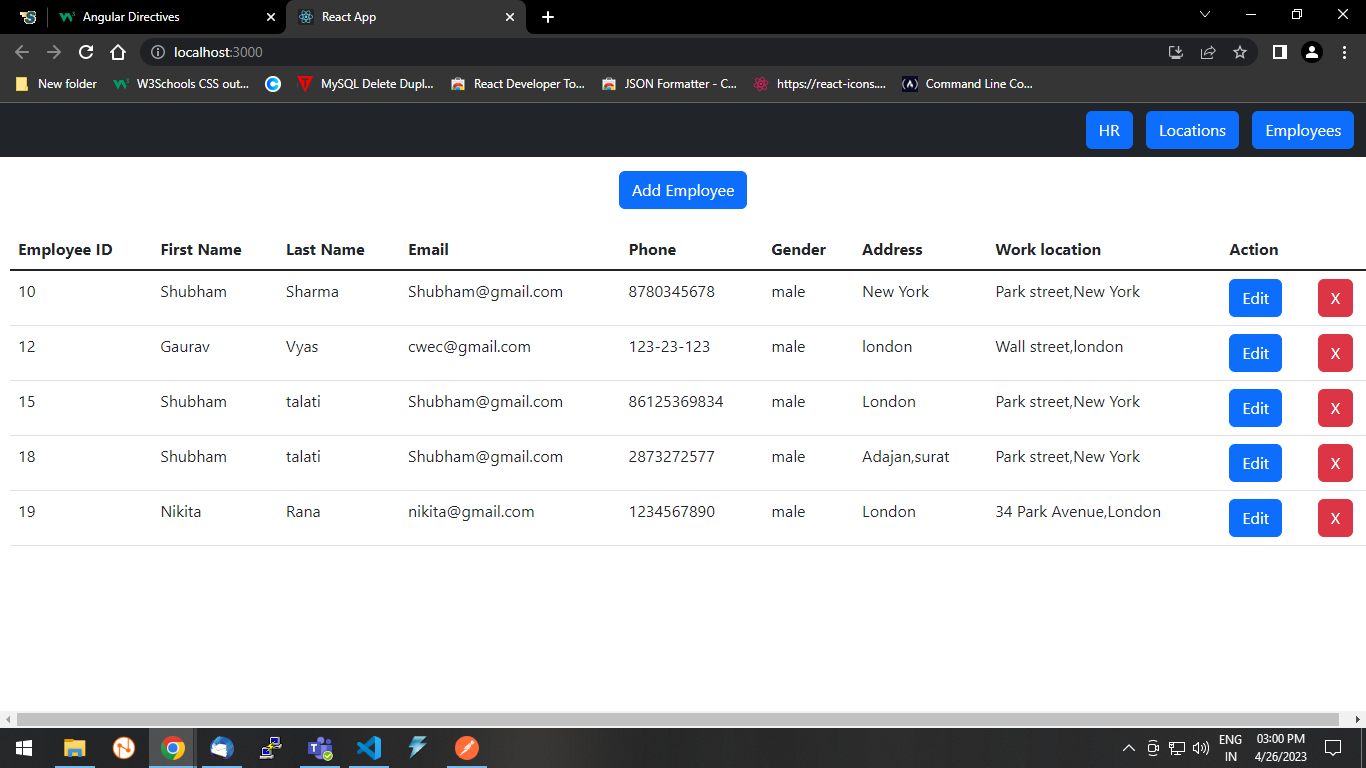 Angular Directives
React App
localhost:3000
New folder W3Schools CSS out... MySQL Delete Dupl... React Developer To... JSON Formatter - C... https://react-icons.... Command Line Co...
HR Locations Employees
Add Employee
Employee ID First Name Last Name Email Phone Gender Address Work location Action
10 Shubham Sharma Shubham@gmail.com 8780345678 male New York Park street,New York Edit X
12 Gaurav Vyas cwec@gmail.com 123-23-123 male london Wall street,london Edit X
15 Shubham talati Shubham@gmail.com 86125369834 male London Park street,New York Edit X
18 Shubham talati Shubham@gmail.com 2873272577 male Adajan,surat Park street,New York Edit X
19 Nikita Rana nikita@gmail.com 1234567890 male London 34 Park Avenue,London Edit X
ENG 03:00 PM
IN 4/26/2023